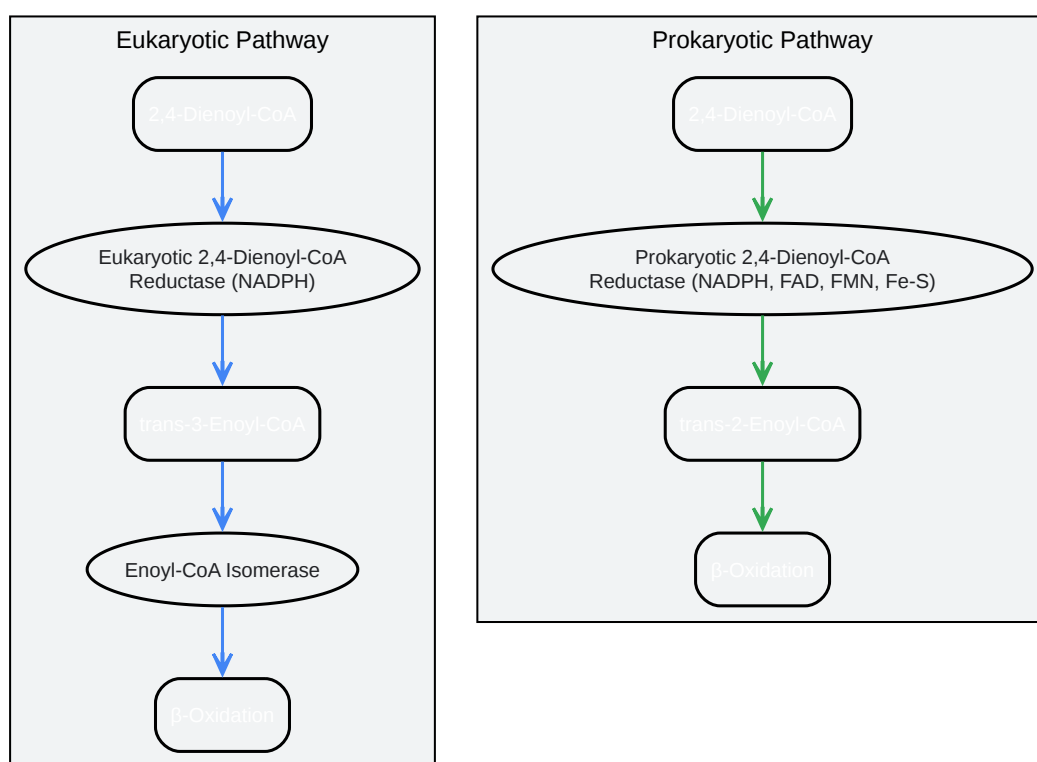 Eukaryotic Pathway
2,4-Dienoyl-CoA
Eukaryotic 2,4-Dienoyl-CoA
Reductase (NADPH)
trans-3-Enoyl-CoA
Enoyl-CoA Isomerase
β-Oxidation
Prokaryotic Pathway
2,4-Dienoyl-CoA
Prokaryotic 2,4-Dienoyl-CoA
Reductase (NADPH, FAD, FMN, Fe-S)
trans-2-Enoyl-CoA
β-Oxidation